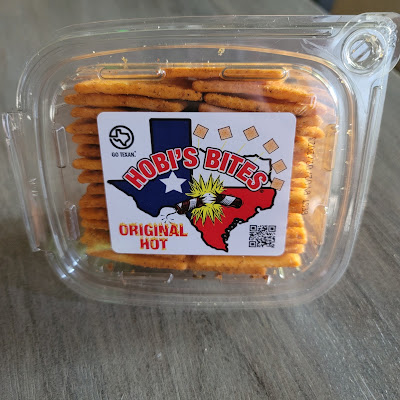 GO TEXAN.
HOBI'S BITES
ORIGINAL
HOT